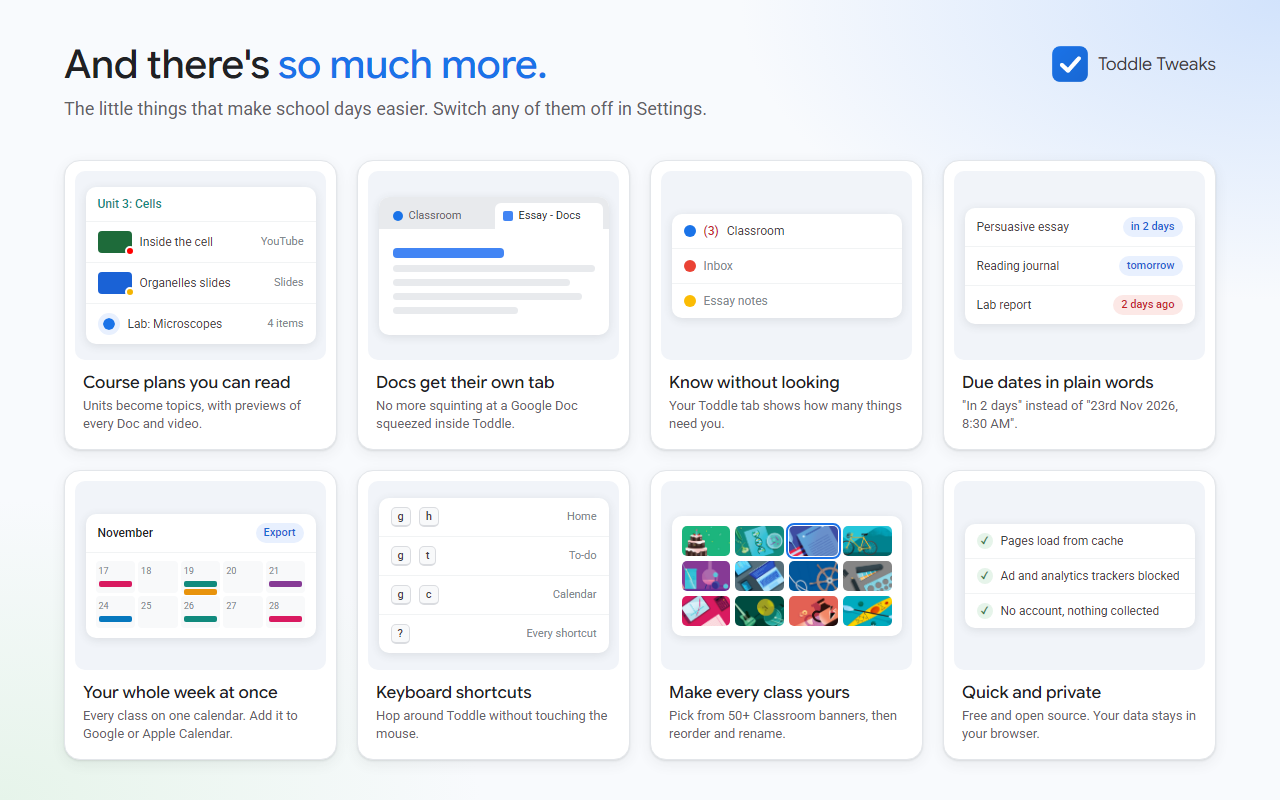 And there's so much more.
Toddle Tweaks
The little things that make school days easier. Switch any of them off in Settings.
Unit 3: Cells
Inside the cell YouTube
Organelles slides Slides
Lab: Microscopes 4 items
Course plans you can read
Units become topics, with previews of
every Doc and video.
Classroom Essay - Docs
Docs get their own tab
No more squinting at a Google Doc
squeezed inside Toddle.
(3) Classroom
Inbox
Essay notes
Know without looking
Your Toddle tab shows how many things
need you.
Persuasive essay in 2 days
Reading journal tomorrow
Lab report 2 days ago
Due dates in plain words
"In 2 days" instead of "23rd Nov 2026,
8:30 AM".
November Export
17 18 19 20 21
24 25 26 27 28
Your whole week at once
Every class on one calendar. Add it to
Google or Apple Calendar.
g h Home
g t To-do
g c Calendar
? Every shortcut
Keyboard shortcuts
Hop around Toddle without touching the
mouse.
Make every class yours
Pick from 50+ Classroom banners, then
reorder and rename.
✓ Pages load from cache
✓ Ad and analytics trackers blocked
✓ No account, nothing collected
Quick and private
Free and open source. Your data stays in
your browser.